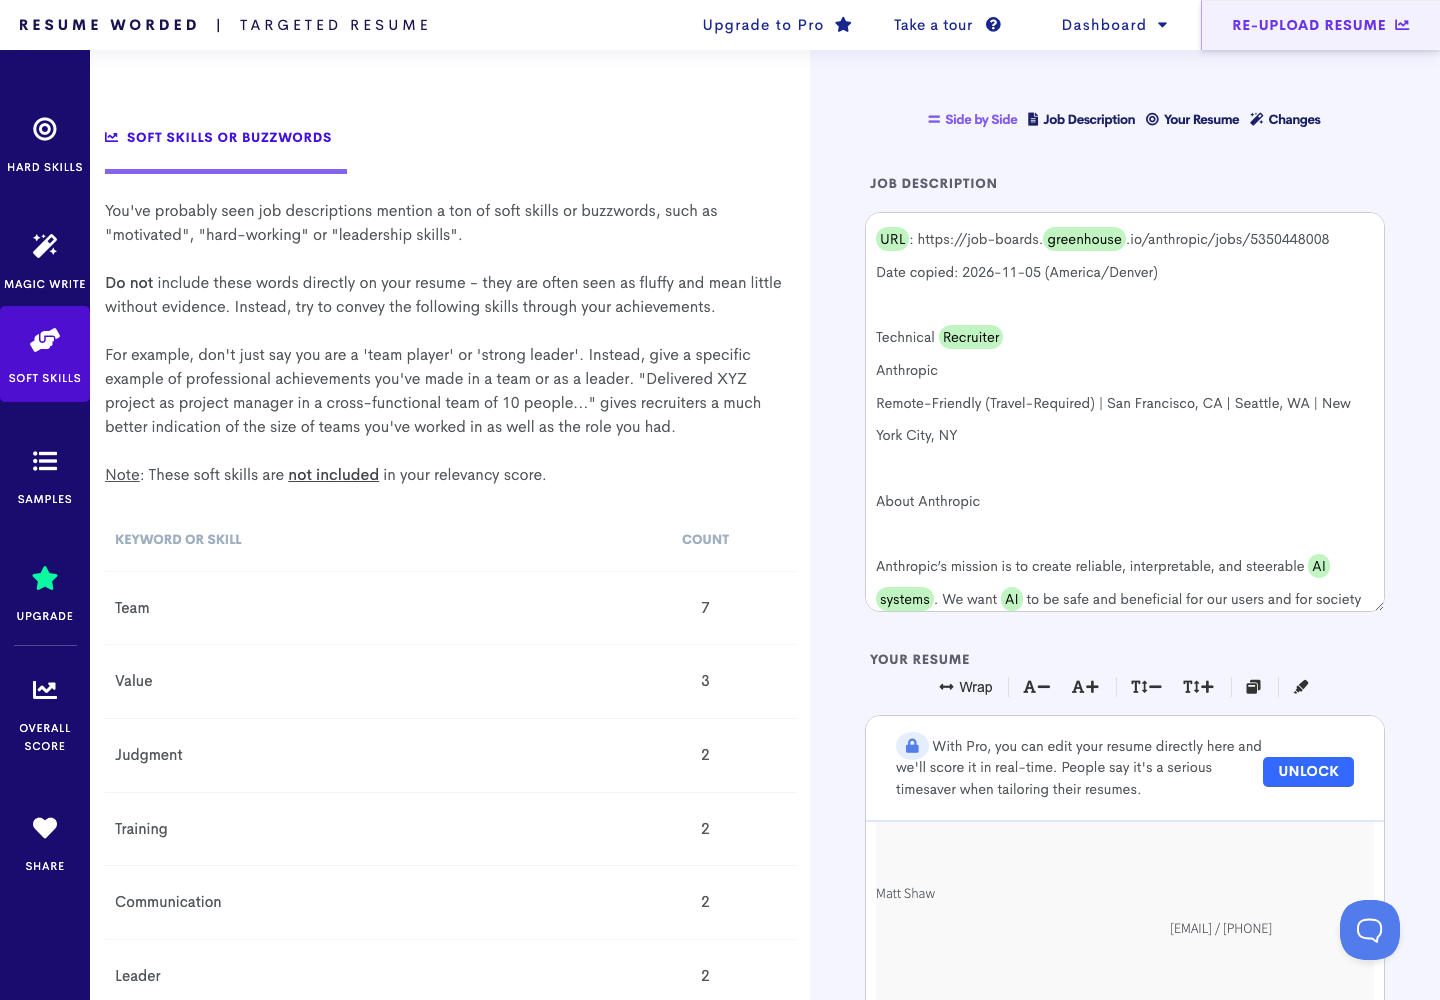 RESUME WORDED | TARGETED RESUME
Upgrade to Pro
Take a tour
Dashboard
RE-UPLOAD RESUME
HARD SKILLS
MAGIC WRITE
SOFT SKILLS
SAMPLES
UPGRADE
OVERALL
SCORE
SHARE
SOFT SKILLS OR BUZZWORDS
You've probably seen job descriptions mention a ton of soft skills or buzzwords, such as
"motivated", "hard-working" or "leadership skills".
Do not include these words directly on your resume - they are often seen as fluffy and mean little
without evidence. Instead, try to convey the following skills through your achievements.
For example, don't just say you are a 'team player' or 'strong leader'. Instead, give a specific
example of professional achievements you've made in a team or as a leader. "Delivered XYZ
project as project manager in a cross-functional team of 10 people..." gives recruiters a much
better indication of the size of teams you've worked in as well as the role you had.
Note: These soft skills are not included in your relevancy score.
KEYWORD OR SKILL COUNT
Team 7
Value 3
Judgment 2
Training 2
Communication 2
Leader 2
Side by Side Job Description Your Resume Changes
JOB DESCRIPTION
URL: https://job-boards.greenhouse.io/anthropic/jobs/5350448008
Date copied: 2026-11-05 (America/Denver)
Technical Recruiter
Anthropic
Remote-Friendly (Travel-Required) | San Francisco, CA | Seattle, WA | New
York City, NY
About Anthropic
Anthropic’s mission is to create reliable, interpretable, and steerable AI
systems. We want AI to be safe and beneficial for our users and for society
YOUR RESUME
Wrap A A T T
With Pro, you can edit your resume directly here and
we'll score it in real-time. People say it's a serious
timesaver when tailoring their resumes.
UNLOCK
Matt Shaw
[EMAIL] / [PHONE]